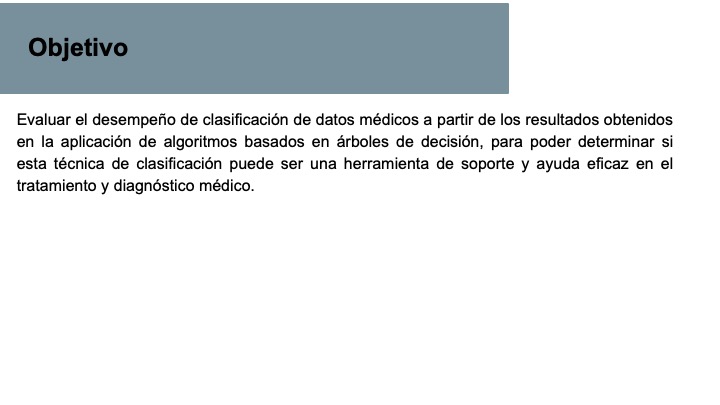 Objetivo
Evaluar el desempeño de clasificación de datos médicos a partir de los resultados obtenidos
en la aplicación de algoritmos basados en árboles de decisión, para poder determinar si
esta técnica de clasificación puede ser una herramienta de soporte y ayuda eficaz en el
tratamiento y diagnóstico médico.